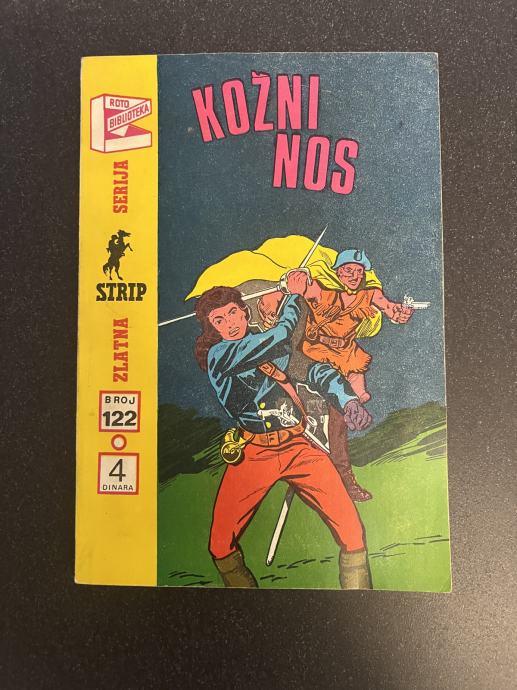 ROTO
BIBLIOTEKA
KOŽNI
NOS
ZLATNA
STRIP
SERIJA
BROJ
122
4
DINARA